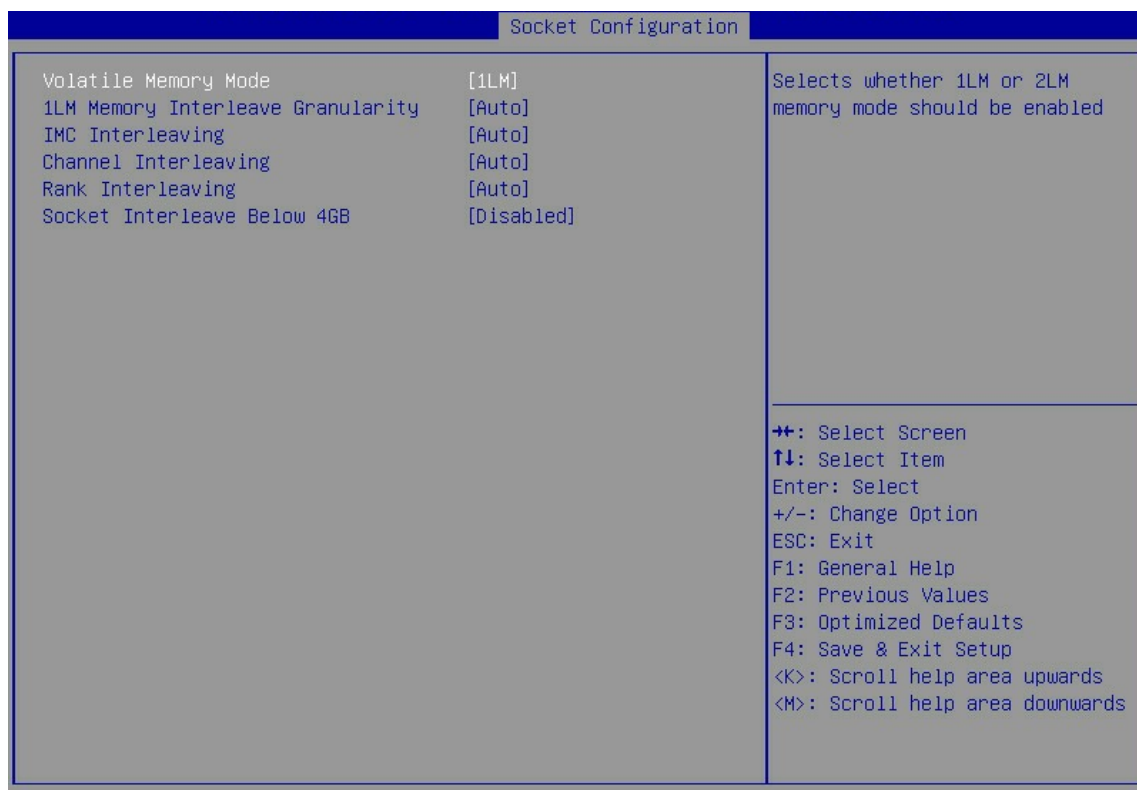 Socket Configuration
Volatile Memory Mode [1LM]
1LM Memory Interleave Granularity [Auto]
IMC Interleaving [Auto]
Channel Interleaving [Auto]
Rank Interleaving [Auto]
Socket Interleave Below 4GB [Disabled]
Selects whether 1LM or 2LM
memory mode should be enabled
→←: Select Screen
↑↓: Select Item
Enter: Select
+/-: Change Option
ESC: Exit
F1: General Help
F2: Previous Values
F3: Optimized Defaults
F4: Save & Exit Setup
<K>: Scroll help area upwards
<M>: Scroll help area downwards